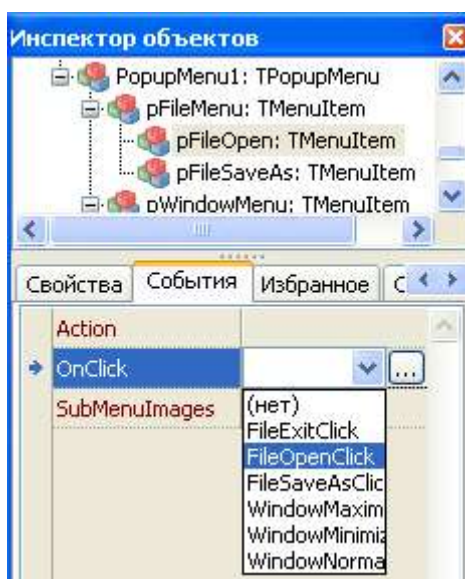 Инспектор объектов
PopupMenu1: TPopupMenu
pFileMenu: TMenuItem
pFileOpen: TMenuItem
pFileSaveAs: TMenuItem
pWindowMenu: TMenuItem
Свойства События Избранное С
Action
OnClick ...
SubMenuImages
(нет)
FileExitClick
FileOpenClick
FileSaveAsClic
WindowMaxim
WindowMinimiz
WindowNorma